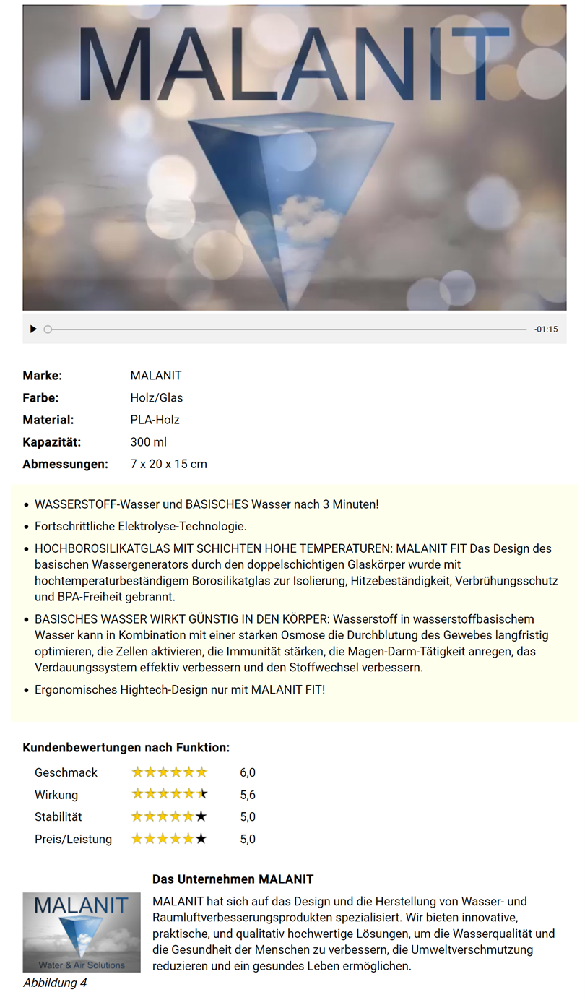 MALANIT
-01:15
Marke: MALANIT
Farbe: Holz/Glas
Material: PLA-Holz
Kapazität: 300 ml
Abmessungen: 7 x 20 x 15 cm
• WASSERSTOFF-Wasser und BASISCHES Wasser nach 3 Minuten!
• Fortschrittliche Elektrolyse-Technologie.
• HOCHBOROSILIKATGLAS MIT SCHICHTEN HOHE TEMPERATUREN: MALANIT FIT Das Design des
basischen Wassergenerators durch den doppelschichtigen Glaskörper wurde mit
hochtemperaturbeständigem Borosilikatglas zur Isolierung, Hitzebeständigkeit, Verbrühungsschutz
und BPA-Freiheit gebrannt.
• BASISCHES WASSER WIRKT GÜNSTIG IN DEN KÖRPER: Wasserstoff in wasserstoffbasischem
Wasser kann in Kombination mit einer starken Osmose die Durchblutung des Gewebes langfristig
optimieren, die Zellen aktivieren, die Immunität stärken, die Magen-Darm-Tätigkeit anregen, das
Verdauungssystem effektiv verbessern und den Stoffwechsel verbessern.
• Ergonomisches Hightech-Design nur mit MALANIT FIT!
Kundenbewertungen nach Funktion:
Geschmack 6,0
Wirkung 5,6
Stabilität 5,0
Preis/Leistung 5,0
Das Unternehmen MALANIT
MALANIT hat sich auf das Design und die Herstellung von Wasser- und
Raumluftverbesserungsprodukten spezialisiert. Wir bieten innovative,
praktische, und qualitativ hochwertige Lösungen, um die Wasserqualität und
die Gesundheit der Menschen zu verbessern, die Umweltverschmutzung
reduzieren und ein gesundes Leben ermöglichen.
MALANIT
Water & Air Solutions
Abbildung 4